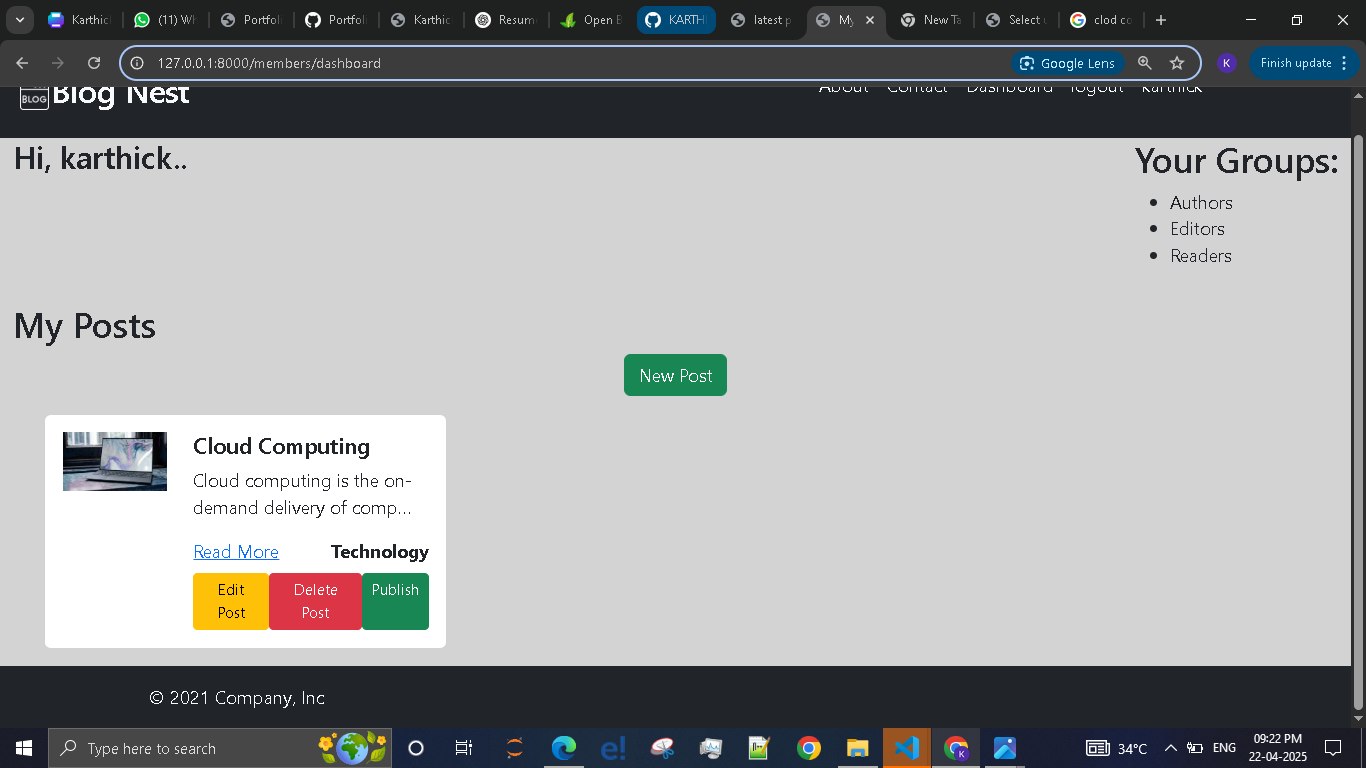 Karthic
(11) Wh
Portfoli
Portfoli
Karthic
Resum
Open B
KARTHI
latest p
My
New Ta
Select u
clod co
127.0.0.1:8000/members/dashboard
Google Lens
K
Finish update
BLOG
Blog Nest
About
Contact
Dashboard
logout
karthick
Hi, karthick..
Your Groups:
Authors
Editors
Readers
My Posts
New Post
Cloud Computing
Cloud computing is the on-
demand delivery of comp...
Read More
Technology
Edit
Post
Delete
Post
Publish
© 2021 Company, Inc
Type here to search
34°C
ENG
09:22 PM
22-04-2025